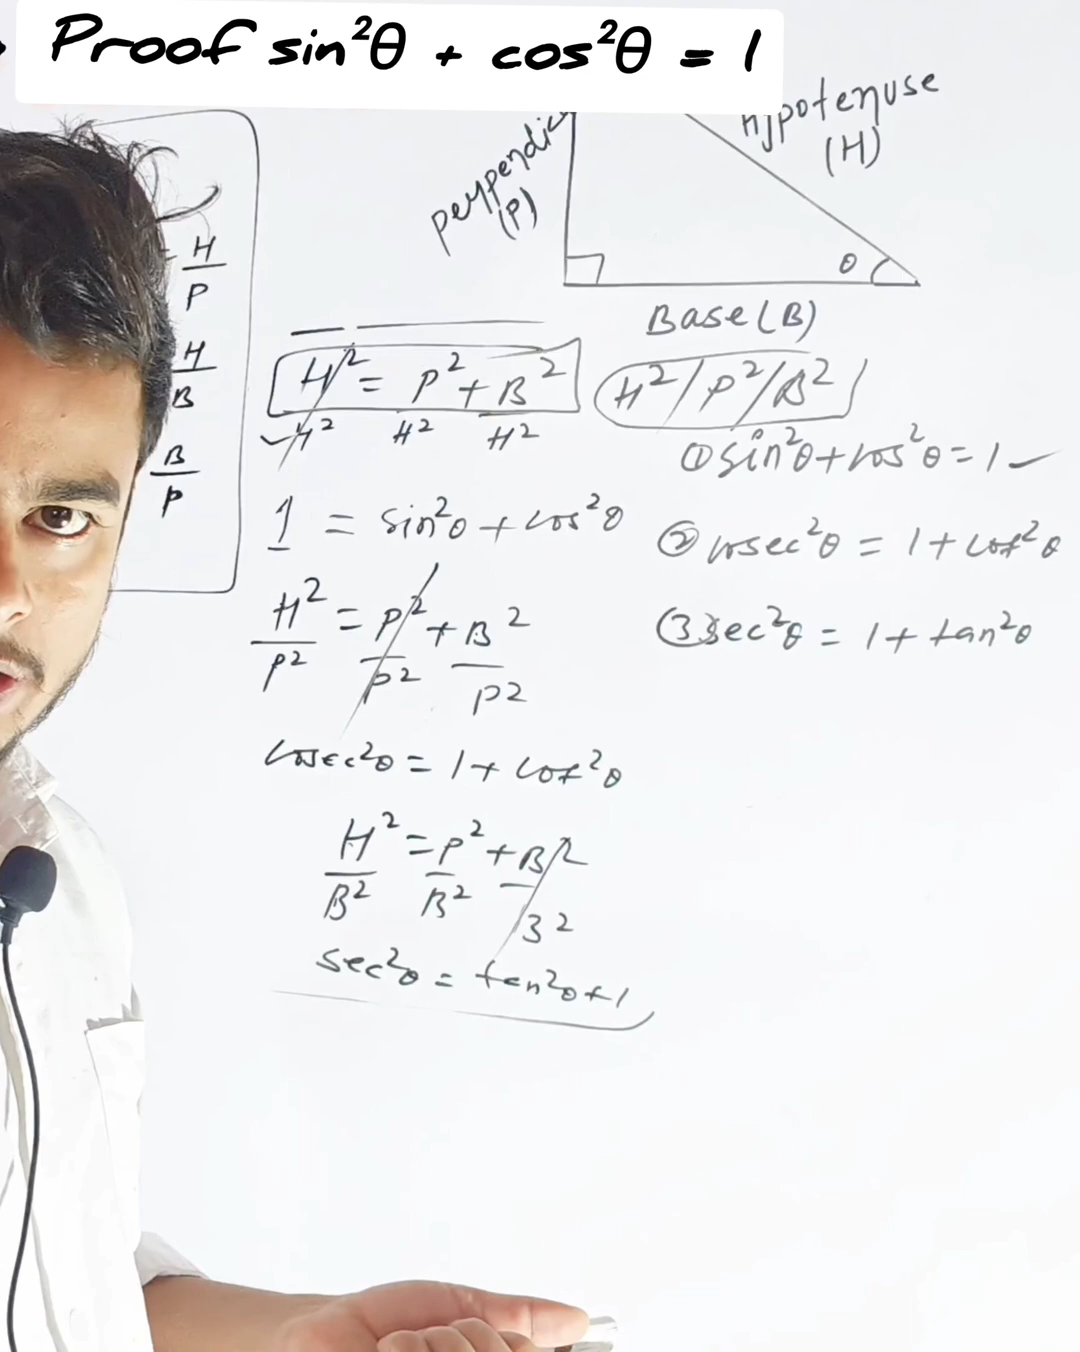 Proof sin²θ + cos²θ = 1
hypotenuse
(H)
(P)
θ
Base(B)
H/P
H/B
B/P
H² = P² + B²
H² H² H²
H²/P²/B²
① sin²θ + cos²θ = 1
1 = sin²θ + cos²θ
② cosec²θ = 1 + cot²θ
H²/P² = P²/P² + B²/P²
③ sec²θ = 1 + tan²θ
cosec²θ = 1 + cot²θ
H²/B² = P²/B² + B²/B²
sec²θ = tan²θ + 1